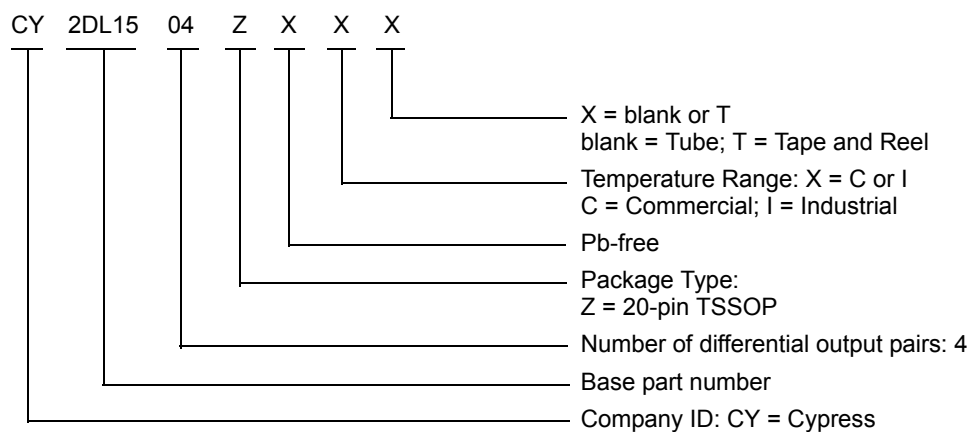 CY 2DL15 04 Z X X X
X = blank or T
blank = Tube; T = Tape and Reel
Temperature Range: X = C or I
C = Commercial; I = Industrial
Pb-free
Package Type:
Z = 20-pin TSSOP
Number of differential output pairs: 4
Base part number
Company ID: CY = Cypress